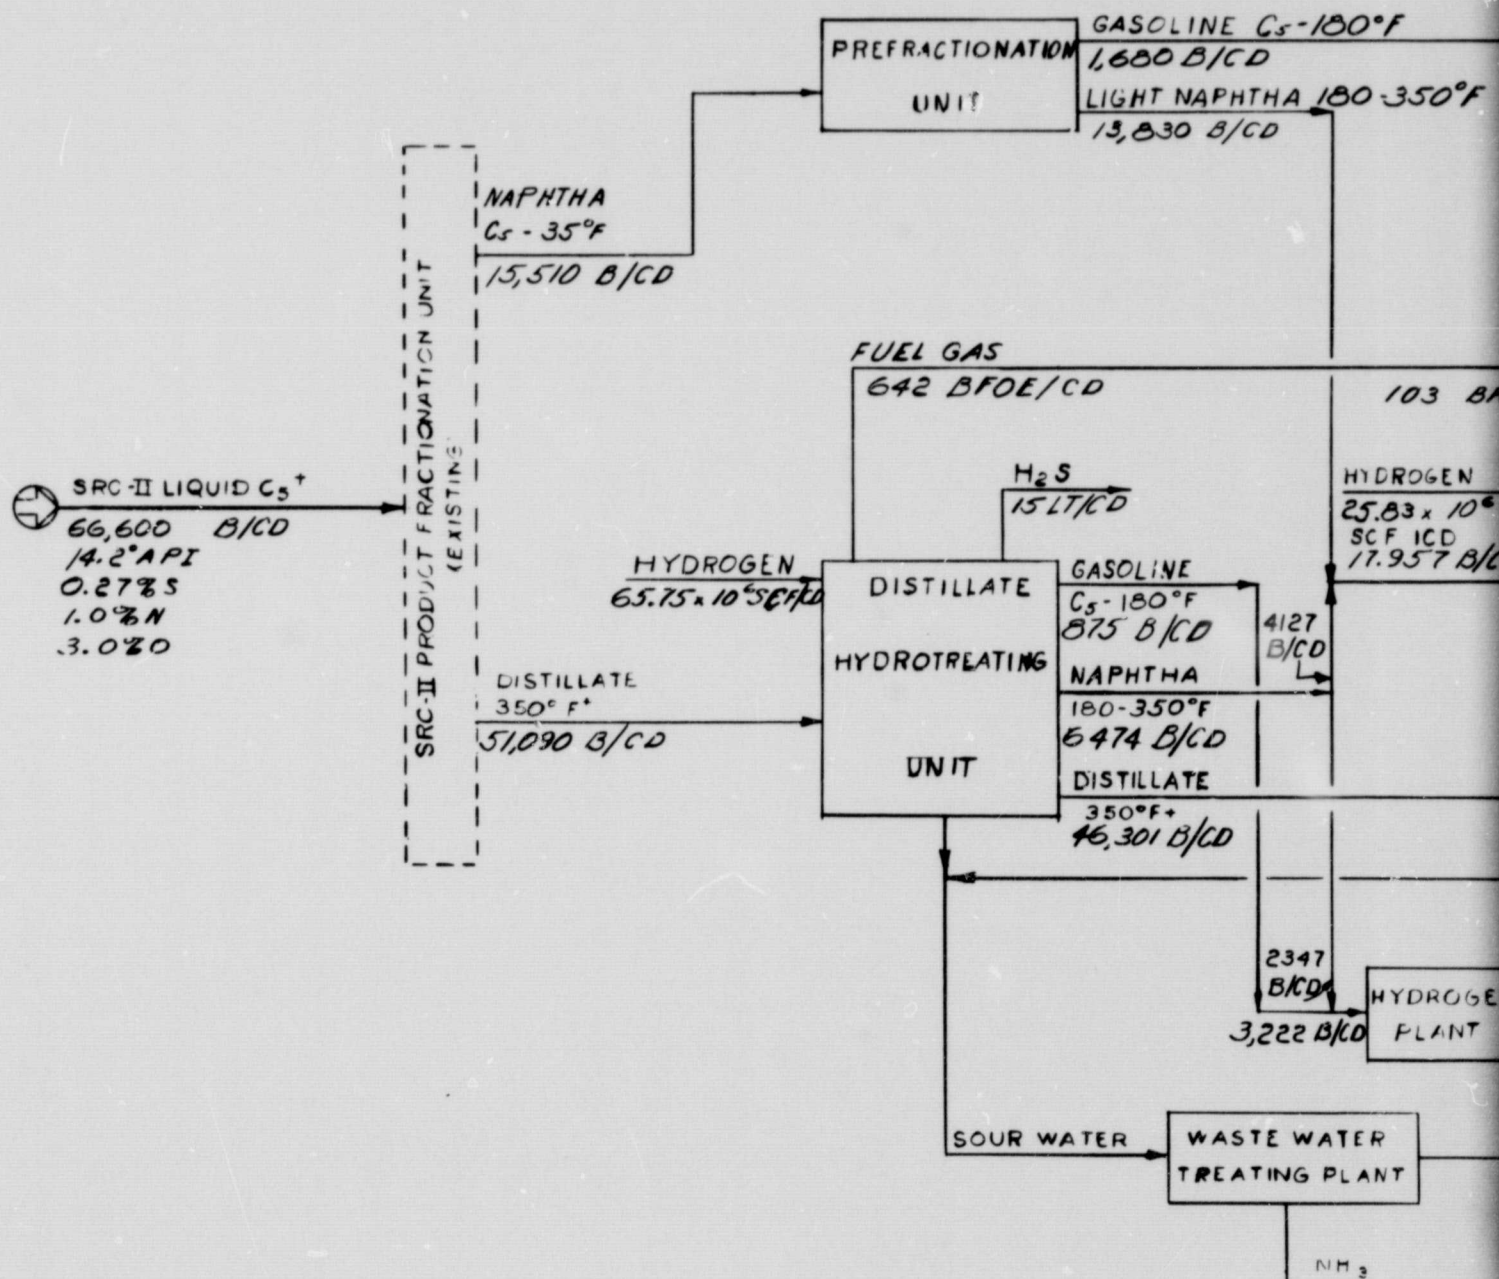 GASOLINE C5-180°F
1,680 B/CD
PREFRACTIONATION
UNIT
LIGHT NAPHTHA 180-350°F
13,830 B/CD
NAPHTHA
C5 - 35°F
15,510 B/CD
SRC-II PRODUCT FRACTIONATION UNIT
(EXISTING
FUEL GAS
642 BFOE/CD
103
SRC-II LIQUID C5+
66,600 B/CD
14.2°API
0.27%S
1.0%N
3.0%O
H2S
15 LT/CD
HYDROGEN
25.83 x 10^6
SCF ICD
17.957
HYDROGEN
65.75 x 10^6 SCF/CD
DISTILLATE
HYDROTREATING
UNIT
GASOLINE
C5-180°F
875 B/CD
4127
B/CD
NAPHTHA
180-350°F
6474 B/CD
DISTILLATE
350°F+
51,090 B/CD
DISTILLATE
350°F+
46,301 B/CD
2347
B/CD
3,222 B/CD
HYDROGE
PLANT
SOUR WATER
WASTE WATER
TREATING PLANT
NH3